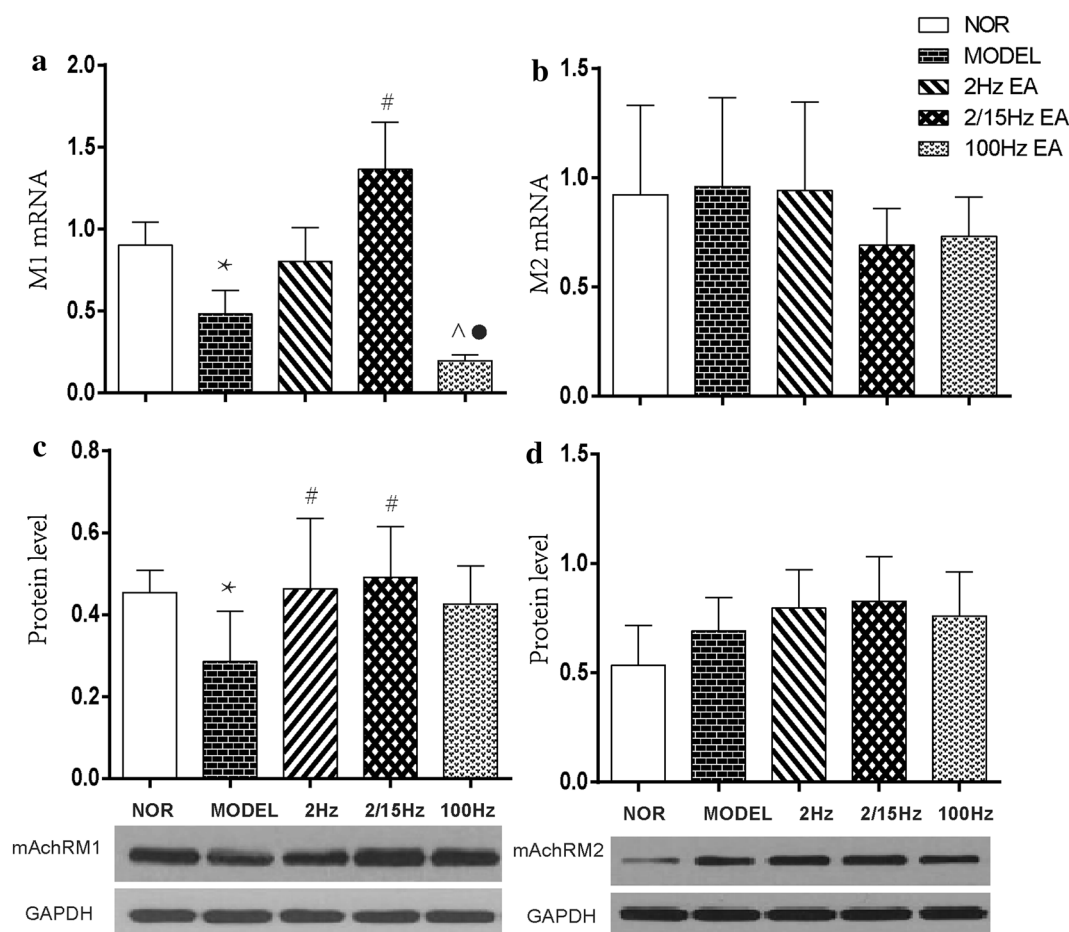 NOR
MODEL
2Hz EA
2/15Hz EA
100Hz EA
a
2.0
1.5
1.0
0.5
0.0
M1 mRNA
*
#
^ ●
b
1.5
1.0
0.5
0.0
M2 mRNA
c
0.8
0.6
0.4
0.2
0.0
Protein level
*
#
#
NOR MODEL 2Hz 2/15Hz 100Hz
mAchRM1
GAPDH
d
1.5
1.0
0.5
0.0
Protein level
NOR MODEL 2Hz 2/15Hz 100Hz
mAchRM2
GAPDH